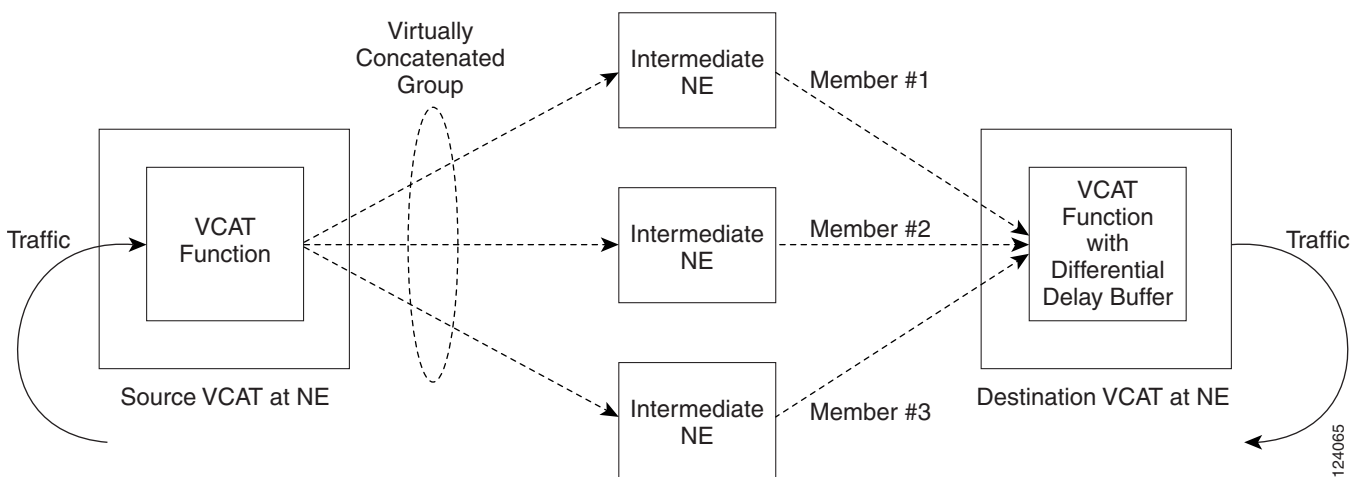 Virtually
Concatenated
Group
Intermediate
NE
Member #1
Traffic
VCAT
Function
Intermediate
NE
Member #2
VCAT
Function
with
Differential
Delay Buffer
Traffic
Source VCAT at NE
Intermediate
NE
Member #3
Destination VCAT at NE
124065